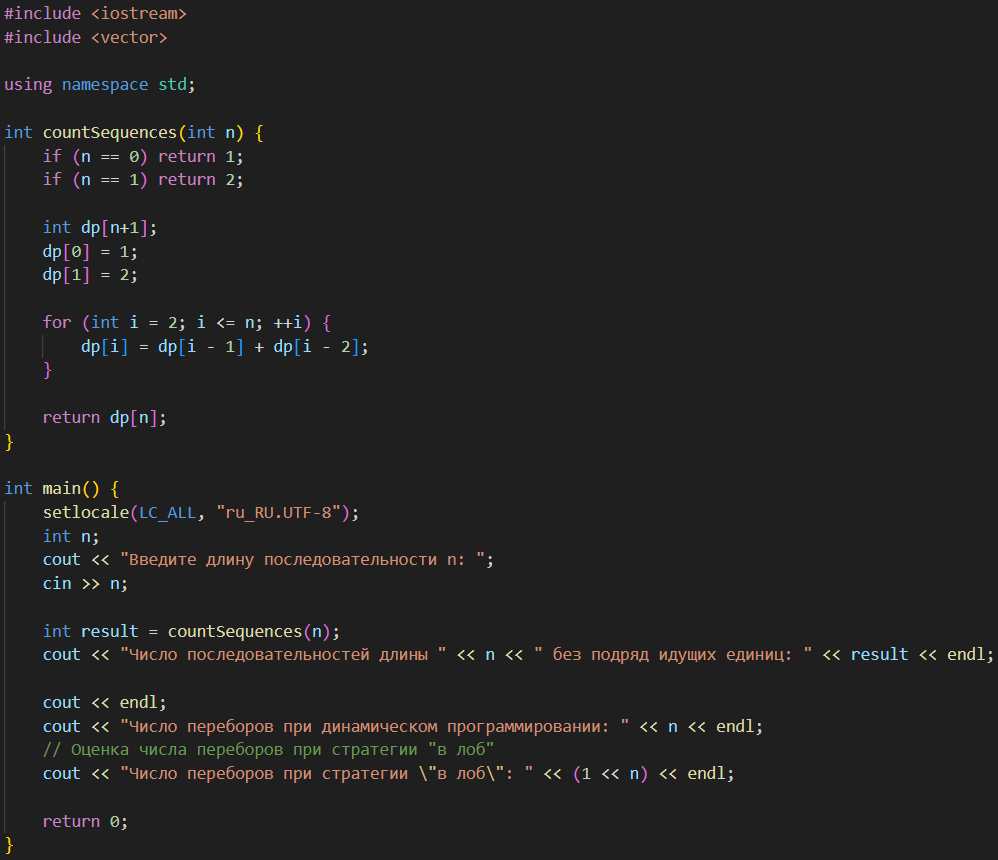 #include <iostream>
#include <vector>

using namespace std;

int countSequences(int n) {
    if (n == 0) return 1;
    if (n == 1) return 2;

    int dp[n+1];
    dp[0] = 1;
    dp[1] = 2;

    for (int i = 2; i <= n; ++i) {
        dp[i] = dp[i - 1] + dp[i - 2];
    }

    return dp[n];
}

int main() {
    setlocale(LC_ALL, "ru_RU.UTF-8");
    int n;
    cout << "Введите длину последовательности n: ";
    cin >> n;

    int result = countSequences(n);
    cout << "Число последовательностей длины " << n << " без подряд идущих единиц: " << result << endl;

    cout << endl;
    cout << "Число переборов при динамическом программировании: " << n << endl;
    // Оценка числа переборов при стратегии "в лоб"
    cout << "Число переборов при стратегии \"в лоб\": " << (1 << n) << endl;

    return 0;
}